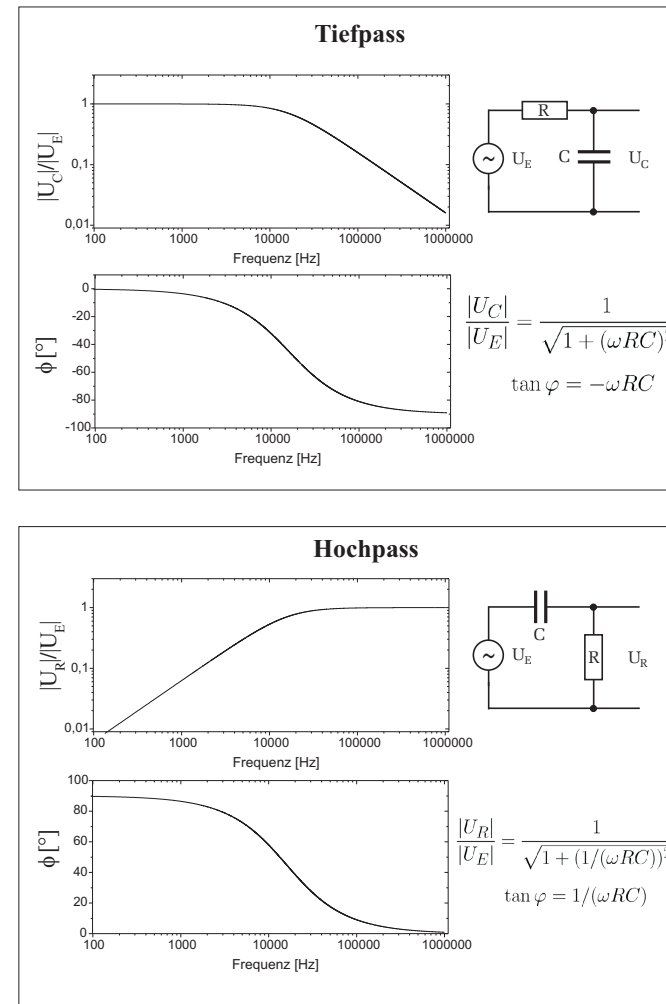 Tiefpass
|U_C|/|U_E|
1
0,1
0,01
100 1000 10000 100000 1000000
Frequenz [Hz]
R
~ U_E C U_C
ϕ [°]
0
-20
-40
-60
-80
-100
100 1000 10000 100000 1000000
Frequenz [Hz]
|U_C| / |U_E| = 1 / √(1 + (ωRC)²
tan φ = −ωRC
Hochpass
|U_R|/|U_E|
1
0,1
0,01
100 1000 10000 100000 1000000
Frequenz [Hz]
C
~ U_E R U_R
ϕ [°]
100
80
60
40
20
0
100 1000 10000 100000 1000000
Frequenz [Hz]
|U_R| / |U_E| = 1 / √(1 + (1/(ωRC))²
tan φ = 1/(ωRC)